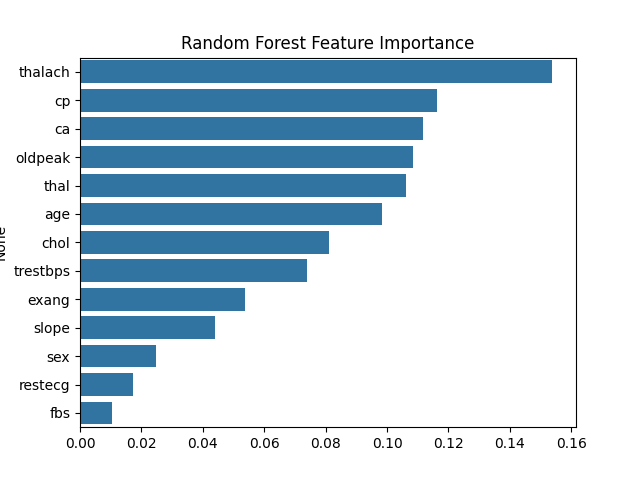 Random Forest Feature Importance
thalach
cp
ca
oldpeak
thal
age
chol
trestbps
exang
slope
sex
restecg
fbs
None
0.00 0.02 0.04 0.06 0.08 0.10 0.12 0.14 0.16